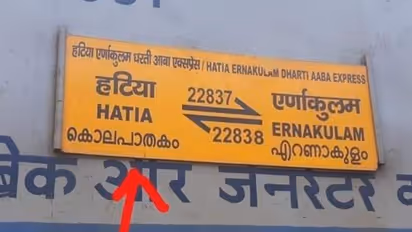 हटिया एर्णाकुलम धरती आबा एक्सप्रेस / HATIA ERNAKULAM DHARTI AABA EXPRESS
हटिया 22837 एर्णाकुलम
HATIA 22838 ERNAKULAM
കൊലപാതകം എറണാകുളം
ब्रेक और जनरेटर